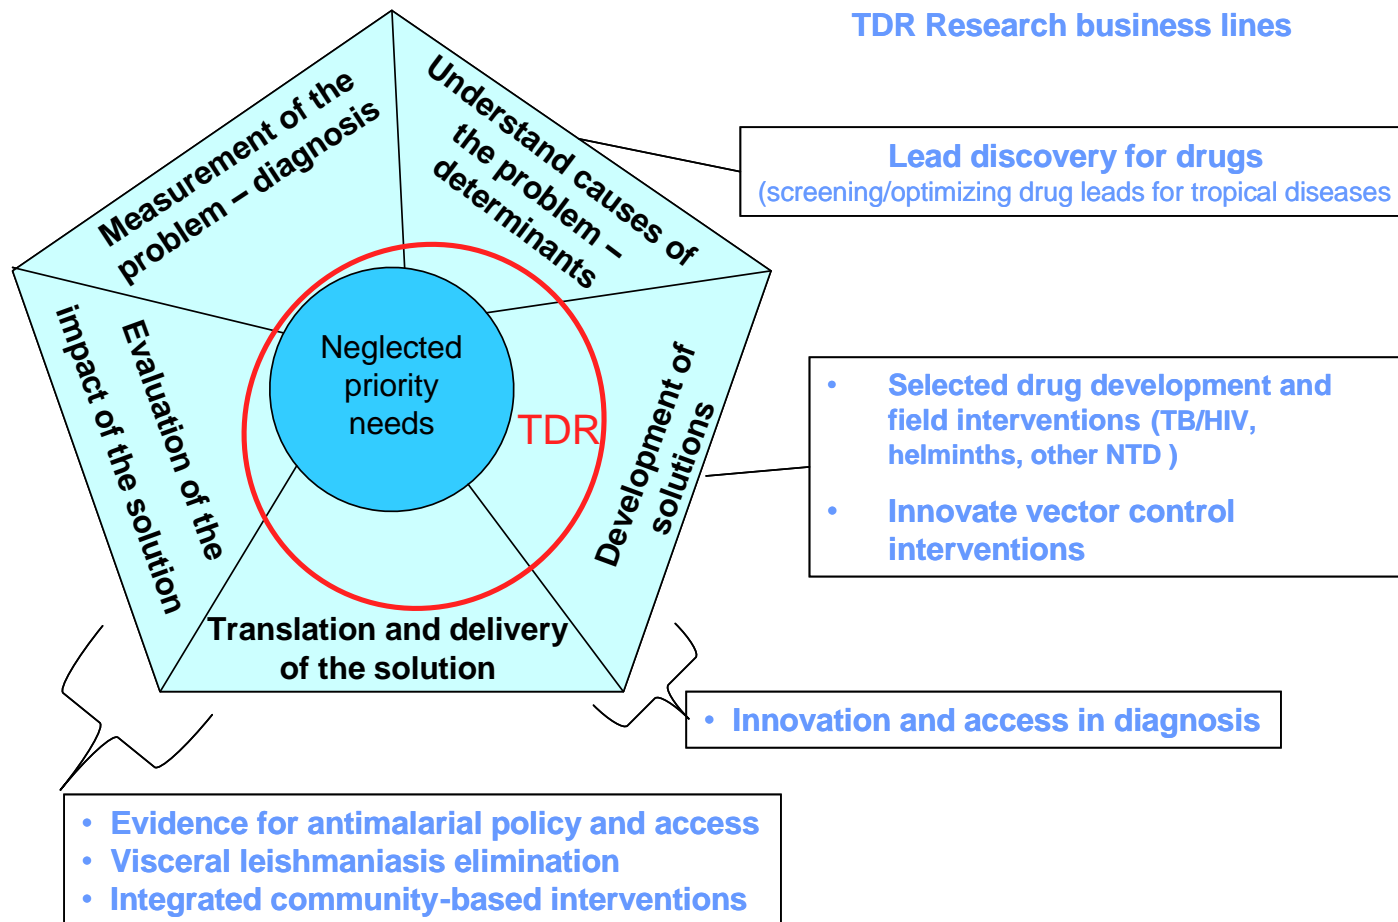 TDR Research business lines
Measurement of the
problem – diagnosis
Understand causes of
the problem –
determinants
Lead discovery for drugs
(screening/optimizing drug leads for tropical diseases
Evaluation of the
impact of the solution
Neglected
priority
needs
TDR
Development of
solutions
• Selected drug development and
field interventions (TB/HIV,
helminths, other NTD )
• Innovate vector control
interventions
Translation and delivery
of the solution
• Innovation and access in diagnosis
• Evidence for antimalarial policy and access
• Visceral leishmaniasis elimination
• Integrated community-based interventions